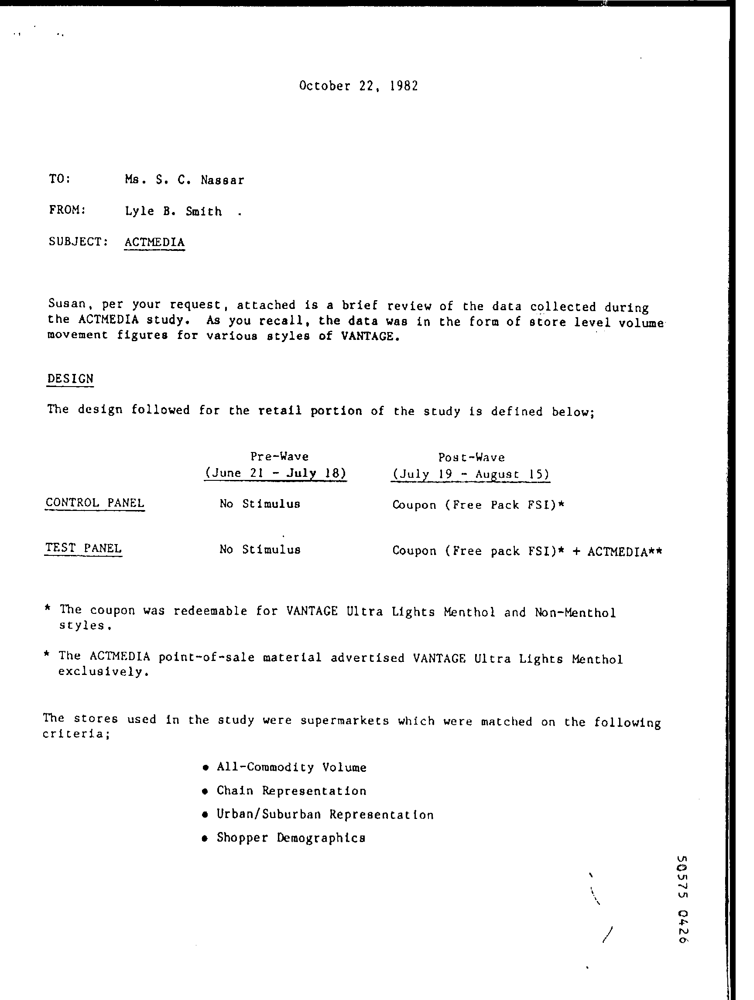 October 22, 1982
TO: Ms. S. C. Nassar
FROM: Lyle B. Smith .
SUBJECT: ACTMEDIA
Susan, per your request, attached is a brief review of the data collected during
the ACTMEDIA study. As you recall, the data was in the form of store level volume
movement figures for various styles of VANTAGE.
DESIGN
The design followed for the retail portion of the study is defined below;
Pre-Wave Post-Wave
(June 21 - July 18) (July 19 - August 15)
CONTROL PANEL No Stimulus Coupon (Free Pack FSI)*
TEST PANEL No Stimulus Coupon (Free pack FSI)* + ACTMEDIA**
* The coupon was redeemable for VANTAGE Ultra Lights Menthol and Non-Menthol
styles.
* The ACTMEDIA point-of-sale material advertised VANTAGE Ultra Lights Menthol
exclusively.
The stores used in the study were supermarkets which were matched on the following
criteria;
• All-Commodity Volume
• Chain Representation
• Urban/Suburban Representation
• Shopper Demographics
50575 0426